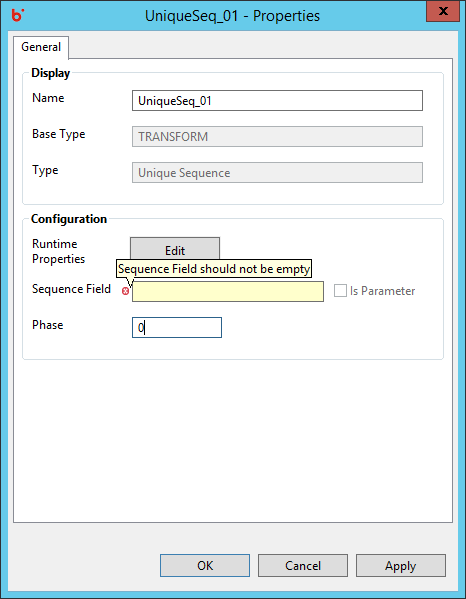 UniqueSeq_01 - Properties
General
Display
Name UniqueSeq_01
Base Type TRANSFORM
Type Unique Sequence
Configuration
Runtime Properties Edit
Sequence Field should not be empty
Sequence Field Is Parameter
Phase 0
OK Cancel Apply